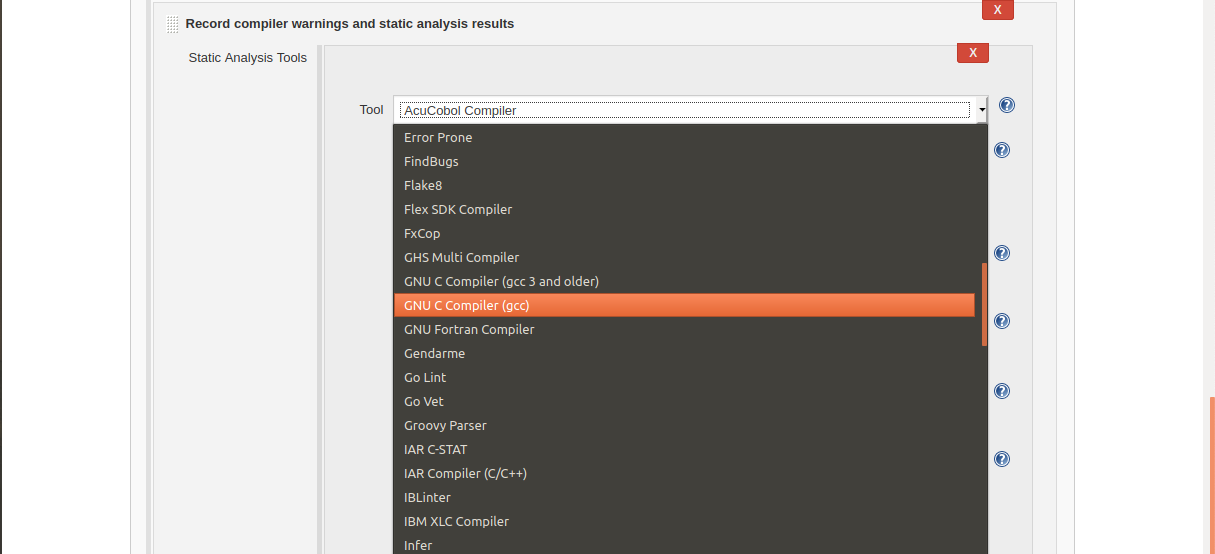 X
Record compiler warnings and static analysis results
Static Analysis Tools
X
Tool
AcuCobol Compiler
?
Error Prone
?
FindBugs
Flake8
Flex SDK Compiler
FxCop
GHS Multi Compiler
?
GNU C Compiler (gcc 3 and older)
GNU C Compiler (gcc)
?
GNU Fortran Compiler
Gendarme
Go Lint
?
Go Vet
Groovy Parser
IAR C-STAT
?
IAR Compiler (C/C++)
IBLinter
IBM XLC Compiler
Infer